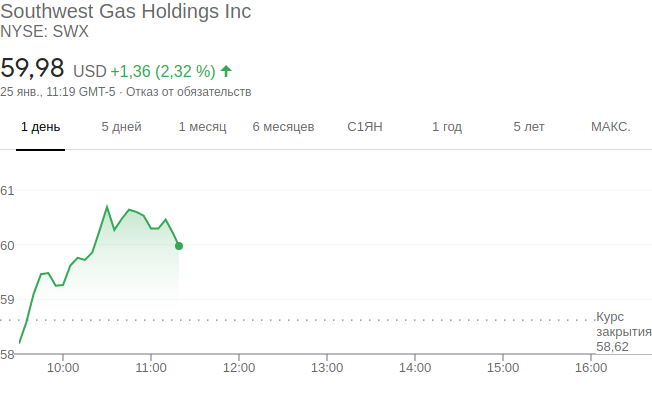 Southwest Gas Holdings Inc
NYSE: SWX
59,98 USD +1,36 (2,32 %)
25 янв., 11:19 GMT-5 · Отказ от обязательств
1 день 5 дней 1 месяц 6 месяцев С1ЯН 1 год 5 лет МАКС.
61
60
59
Курс
закрытия
58,62
58
10:00 11:00 12:00 13:00 14:00 15:00 16:00